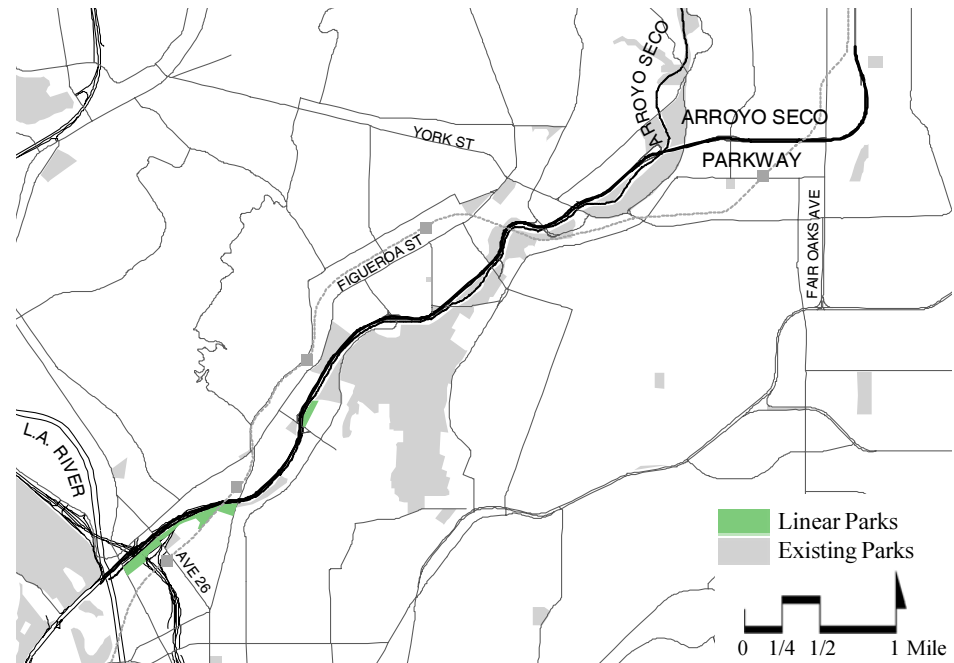 ARROYO SECO
ARROYO SECO
PARKWAY
YORK ST
FIGUEROA ST
FAIR OAKS AVE
L.A. RIVER
AVE 26
Linear Parks
Existing Parks
0 1/4 1/2 1 Mile